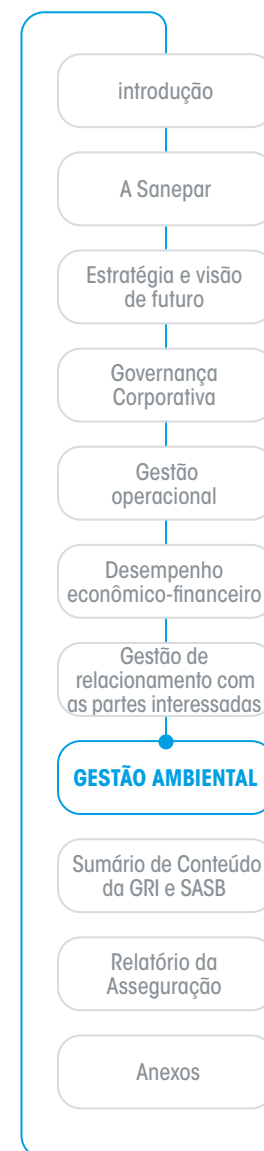 introdução
A Sanepar
Estratégia e visão
de futuro
Governança
Corporativa
Gestão
operacional
Desempenho
econômico-financeiro
Gestão de
relacionamento com
as partes interessadas
GESTÃO AMBIENTAL
Sumário de Conteúdo
da GRI e SASB
Relatório da
Asseguração
Anexos